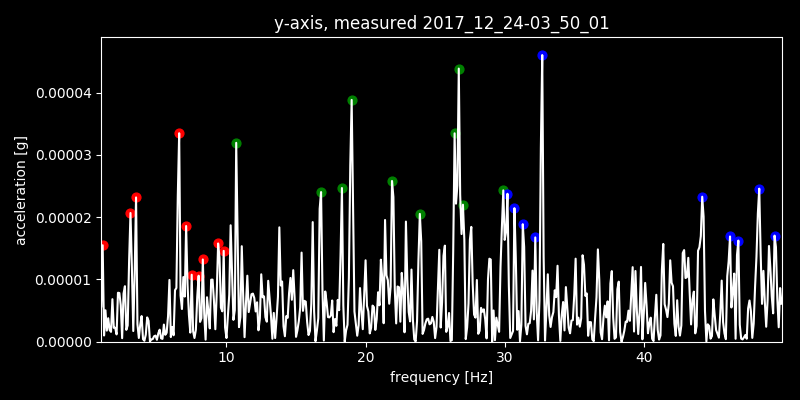 y-axis, measured 2017_12_24-03_50_01
0.00004
0.00003
0.00002
0.00001
0.00000
acceleration [g]
10 20 30 40
frequency [Hz]